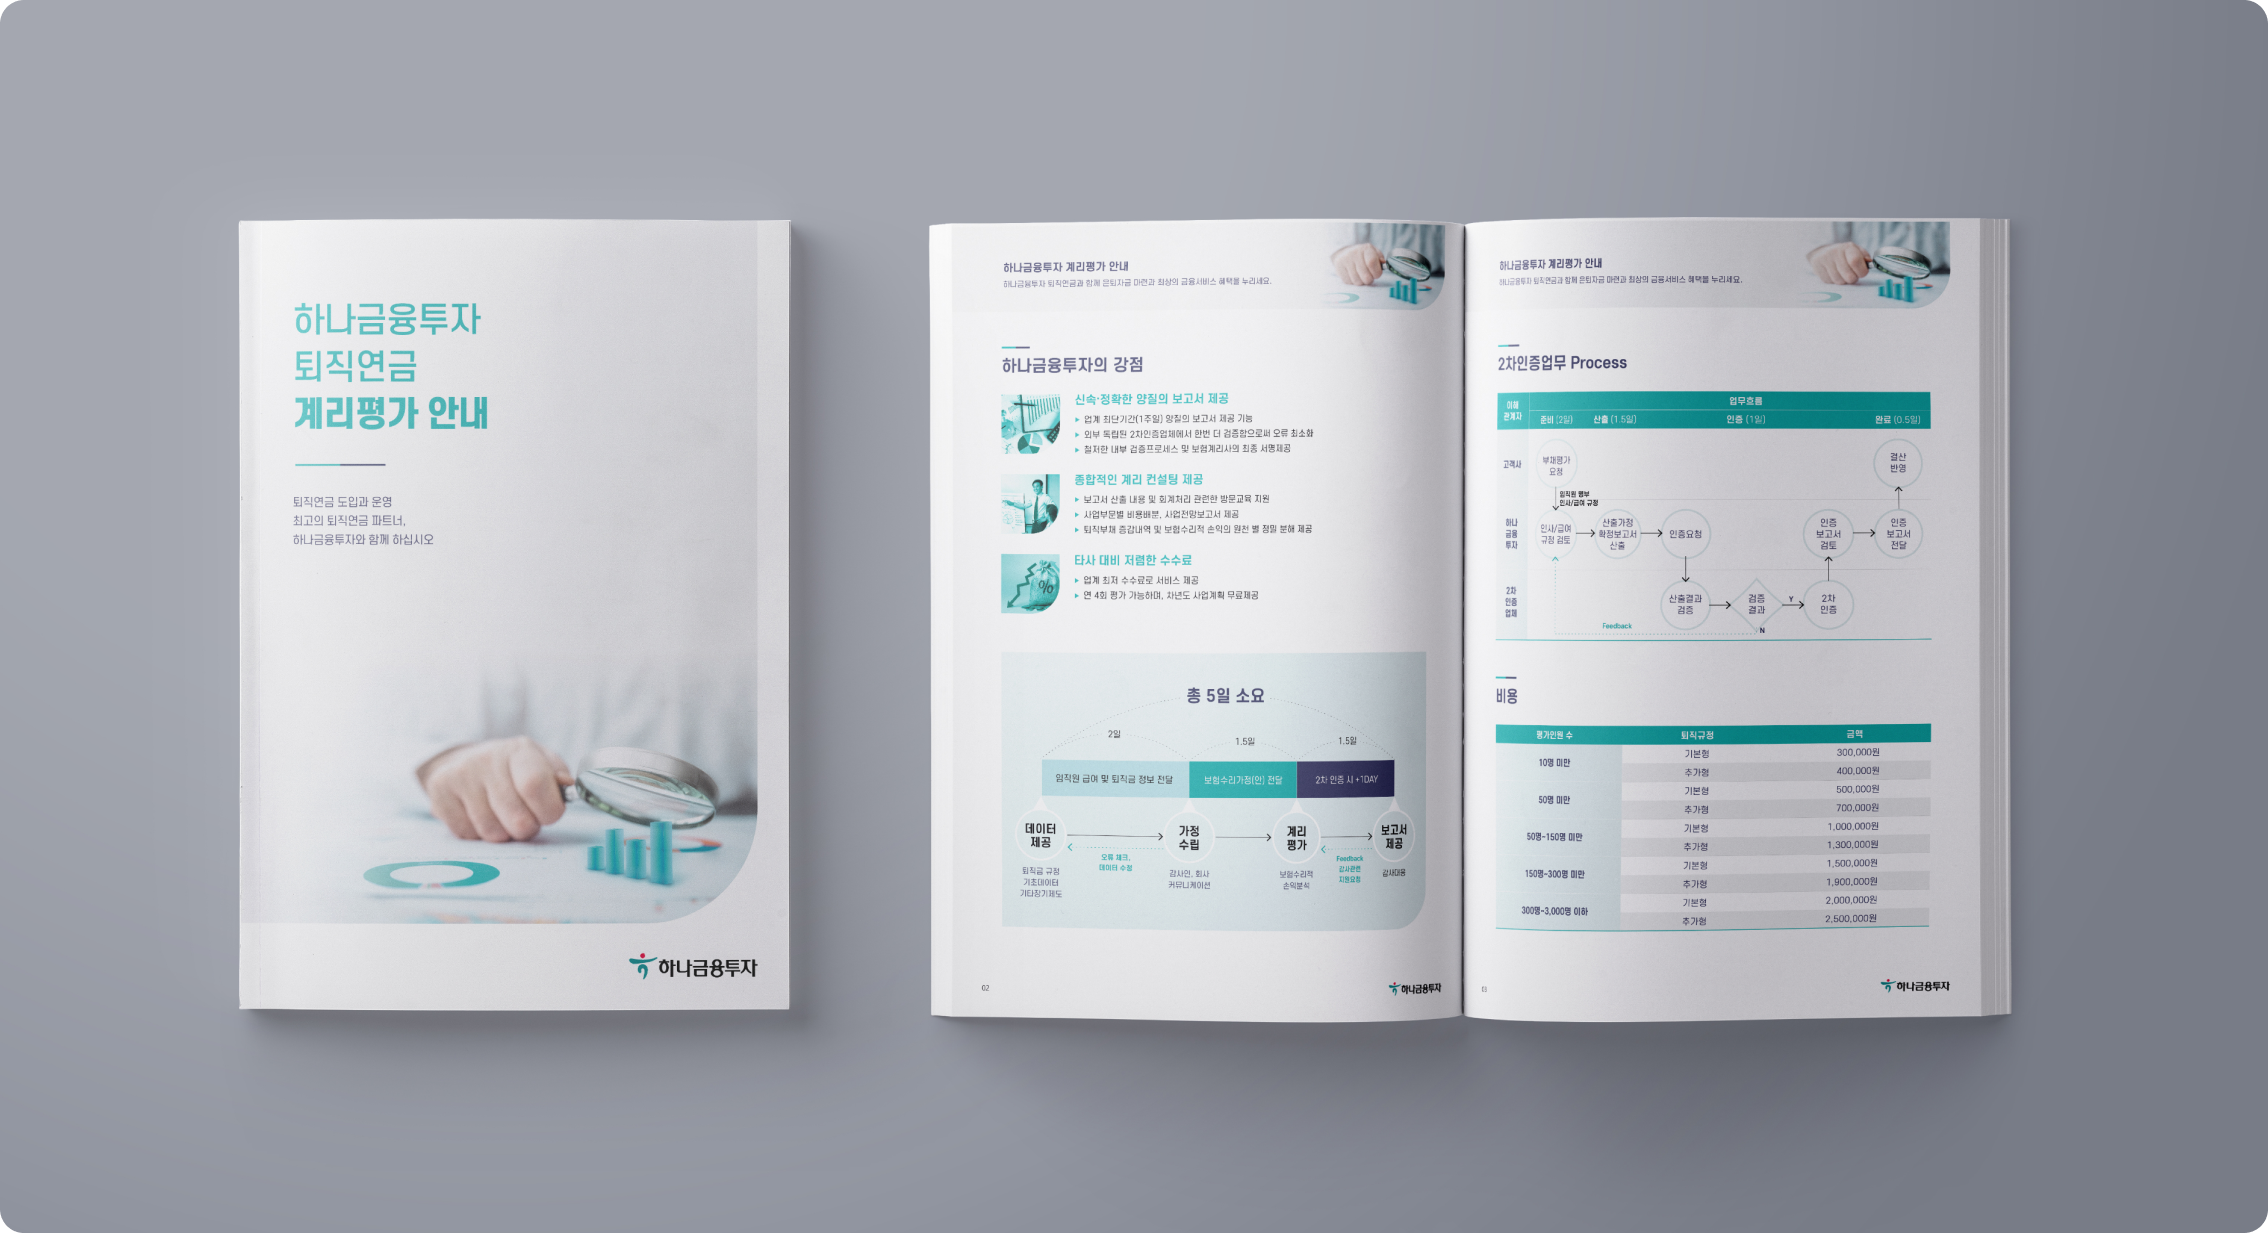 하나금융투자
퇴직연금
계리평가 안내
퇴직연금 도입과 운영
최고의 퇴직연금 파트너,
하나금융투자와 함께 하십시오
하나금융투자
하나금융투자 계리평가 안내
하나금융투자 퇴직연금과 함께 은퇴자금 마련과 최상의 금융서비스 혜택을 누리세요.
하나금융투자의 강점
신속·정확한 양질의 보고서 제공
▸ 업계 최단기간(1주일) 양질의 보고서 제공 가능
▸ 외부 독립된 2차인증업체에서 한번 더 검증함으로써 오류 최소화
▸ 철저한 내부 검증프로세스 및 보험계리사의 최종 서명제공
종합적인 계리 컨설팅 제공
▸ 보고서 산출 내용 및 회계처리 관련한 방문교육 지원
▸ 사업부문별 비용배분, 사업전망보고서 제공
▸ 퇴직부채 증감내역 및 보험수리적 손익의 원천 별 정밀 분해 제공
타사 대비 저렴한 수수료
▸ 업계 최저 수수료로 서비스 제공
▸ 연 4회 평가 가능하며, 차년도 사업계획 무료제공
%
총 5일 소요
2일
1.5일
1.5일
임직원 급여 및 퇴직금 정보 전달
보험수리가정(안) 전달
2차 인증 시 +1DAY
데이터
제공
가정
수립
계리
평가
보고서
제공
오류 체크,
데이터 수정
Feedback
감사관련
지원요청
퇴직금 규정
기초데이터
기타장기제도
감사인, 회사
커뮤니케이션
보험수리적
손익분석
감사대응
02
하나금융투자
하나금융투자 계리평가 안내
하나금융투자 퇴직연금과 함께 은퇴자금 마련과 최상의 금융서비스 혜택을 누리세요.
2차인증업무 Process
이해
관계자
업무흐름
준비 (2일)
산출 (1.5일)
인증 (1일)
완료 (0.5일)
고객사
부채평가
요청
결산
반영
임직원 명부
인사/급여 규정
하나
금융
투자
인사/급여
규정 검토
산출가정
확정보고서
산출
인증요청
인증
보고서
검토
인증
보고서
전달
2차
인증
업체
산출결과
검증
검증
결과
Y
2차
인증
Feedback
N
비용
평가인원 수
퇴직규정
금액
10명 미만
기본형
300,000원
추가형
400,000원
50명 미만
기본형
500,000원
추가형
700,000원
50명~150명 미만
기본형
1,000,000원
추가형
1,300,000원
150명~300명 미만
기본형
1,500,000원
추가형
1,900,000원
300명~3,000명 이하
기본형
2,000,000원
추가형
2,500,000원
03
하나금융투자